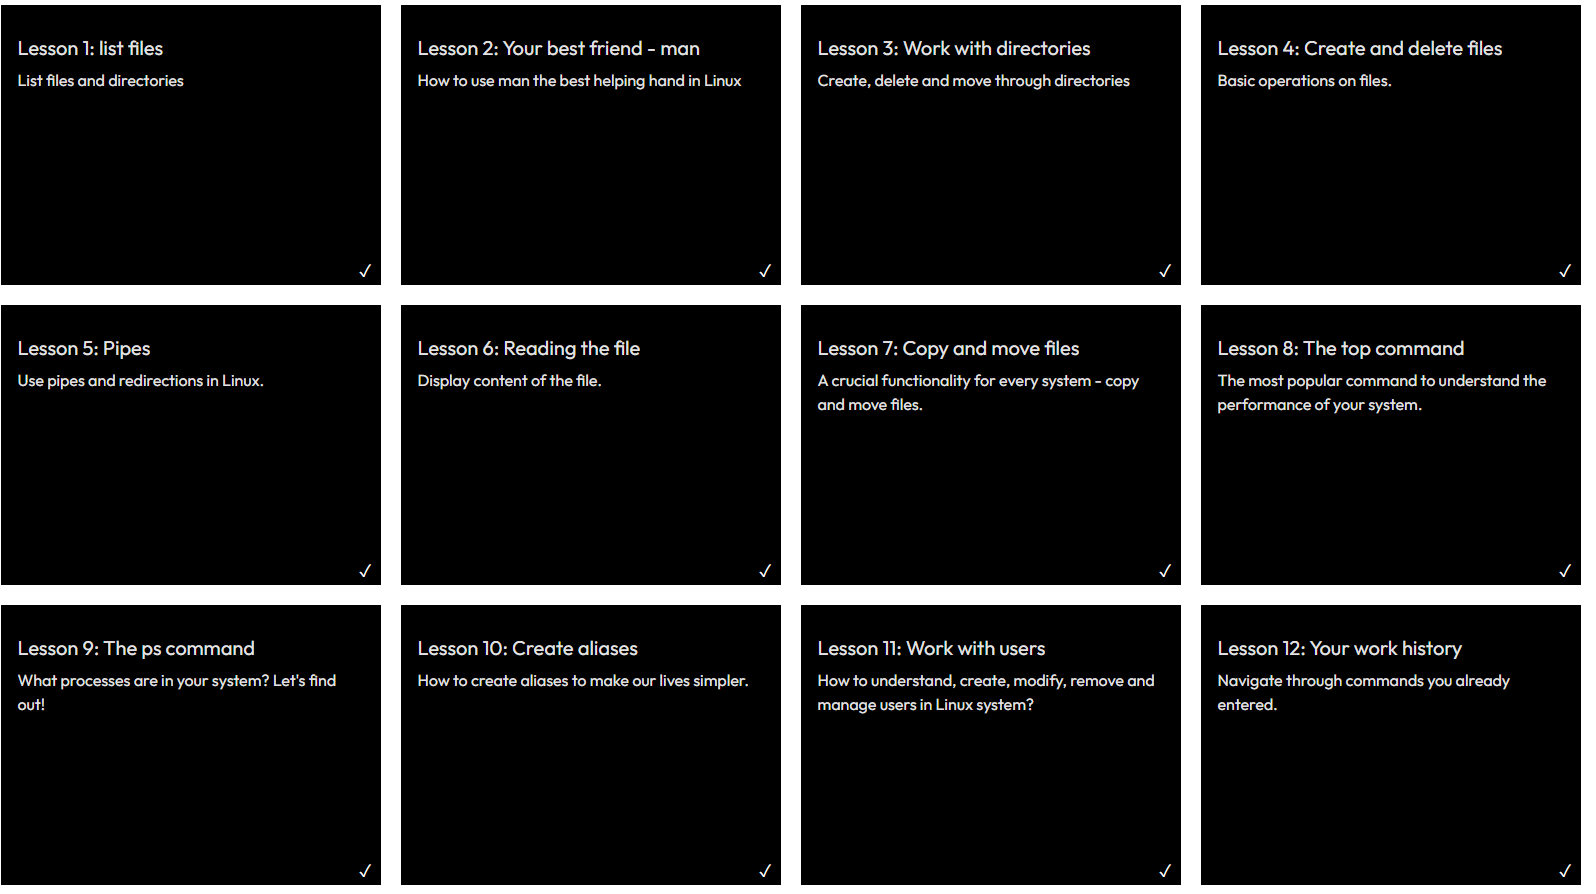 Lesson 1: list files
List files and directories
✓
Lesson 2: Your best friend - man
How to use man the best helping hand in Linux
✓
Lesson 3: Work with directories
Create, delete and move through directories
✓
Lesson 4: Create and delete files
Basic operations on files.
✓
Lesson 5: Pipes
Use pipes and redirections in Linux.
✓
Lesson 6: Reading the file
Display content of the file.
✓
Lesson 7: Copy and move files
A crucial functionality for every system - copy
and move files.
✓
Lesson 8: The top command
The most popular command to understand the
performance of your system.
✓
Lesson 9: The ps command
What processes are in your system? Let's find
out!
✓
Lesson 10: Create aliases
How to create aliases to make our lives simpler.
✓
Lesson 11: Work with users
How to understand, create, modify, remove and
manage users in Linux system?
✓
Lesson 12: Your work history
Navigate through commands you already
entered.
✓